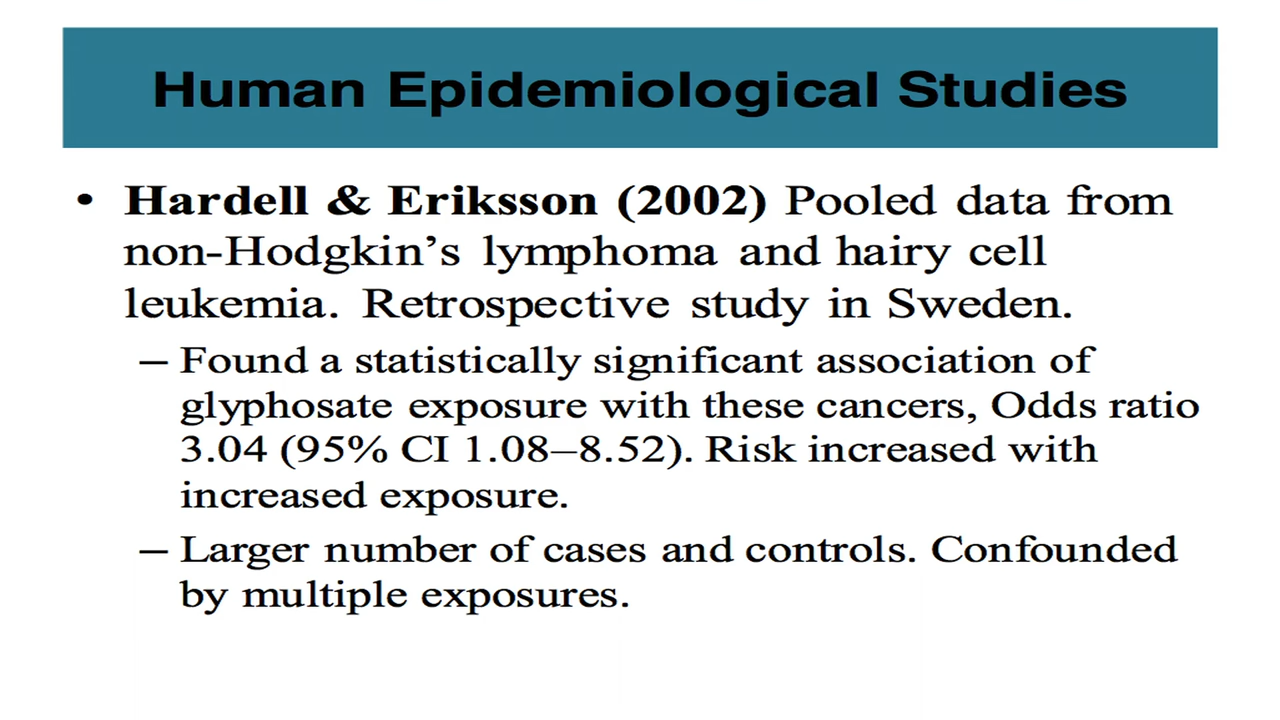 Human Epidemiological Studies
• Hardell & Eriksson (2002) Pooled data from
non-Hodgkin’s lymphoma and hairy cell
leukemia. Retrospective study in Sweden.
– Found a statistically significant association of
glyphosate exposure with these cancers, Odds ratio
3.04 (95% CI 1.08–8.52). Risk increased with
increased exposure.
– Larger number of cases and controls. Confounded
by multiple exposures.